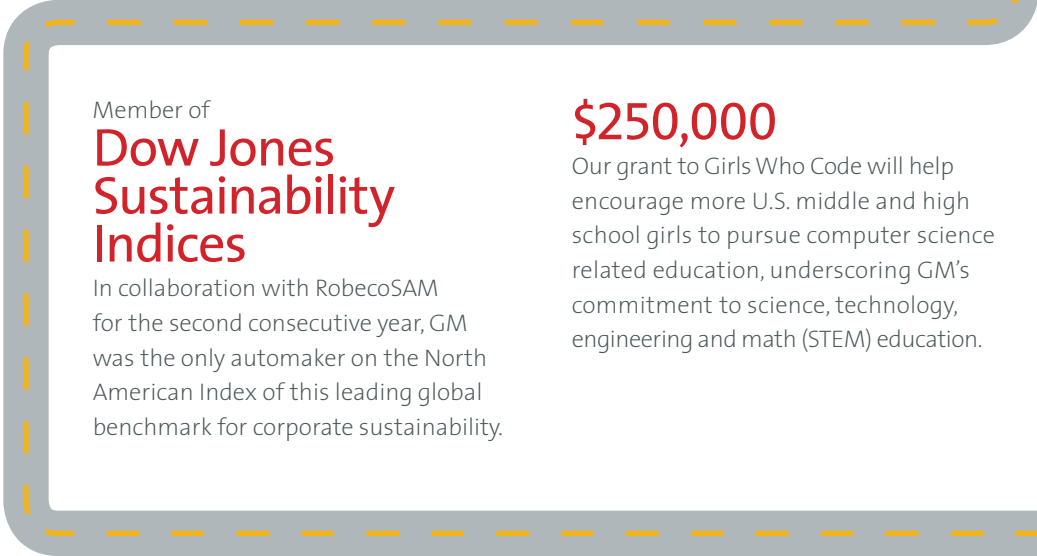 Member of
Dow Jones
Sustainability
Indices
In collaboration with RobecoSAM
for the second consecutive year, GM
was the only automaker on the North
American Index of this leading global
benchmark for corporate sustainability.
$250,000
Our grant to Girls Who Code will help
encourage more U.S. middle and high
school girls to pursue computer science
related education, underscoring GM’s
commitment to science, technology,
engineering and math (STEM) education.